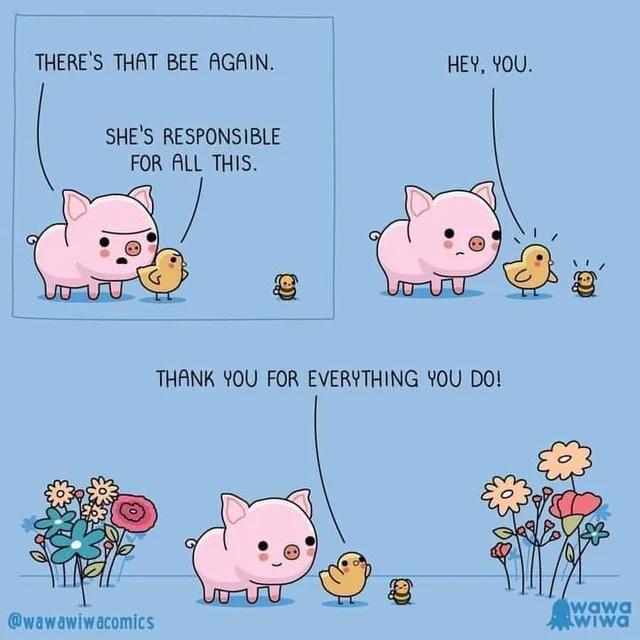 THERE'S THAT BEE AGAIN.
SHE'S RESPONSIBLE
FOR ALL THIS.
HEY, YOU.
THANK YOU FOR EVERYTHING YOU DO!
@wawawiwacomics
wawa
wiwa